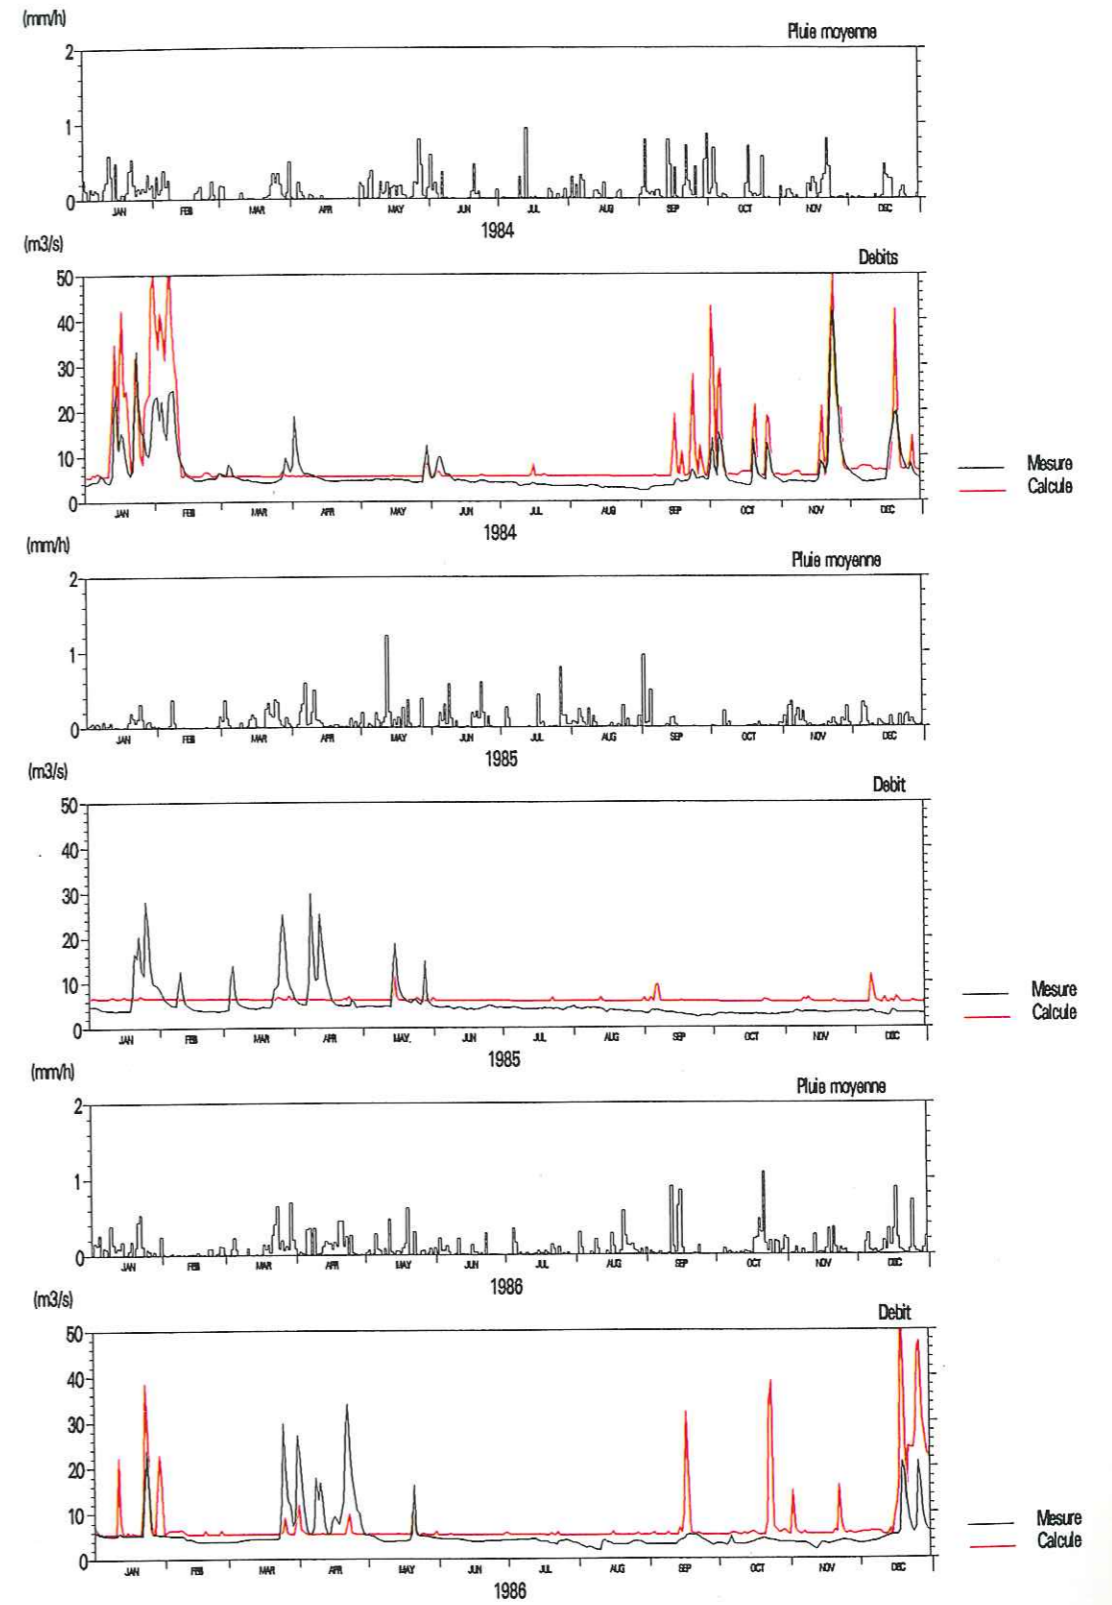 (mm/h)
Pluie moyenne
2
1
0
JAN FEB MAR APR MAY JUN JUL AUG SEP OCT NOV DEC
1984
(m3/s)
Debits
50
40
30
20
10
0
Mesure
Calcule
JAN FEB MAR APR MAY JUN JUL AUG SEP OCT NOV DEC
1984
(mm/h)
Pluie moyenne
2
1
0
JAN FEB MAR APR MAY JUN JUL AUG SEP OCT NOV DEC
1985
(m3/s)
Debit
50
40
30
20
10
0
Mesure
Calcule
JAN FEB MAR APR MAY JUN JUL AUG SEP OCT NOV DEC
1985
(mm/h)
Pluie moyenne
2
1
0
JAN FEB MAR APR MAY JUN JUL AUG SEP OCT NOV DEC
1986
(m3/s)
Debit
50
40
30
20
10
0
Mesure
Calcule
JAN FEB MAR APR MAY JUN JUL AUG SEP OCT NOV DEC
1986